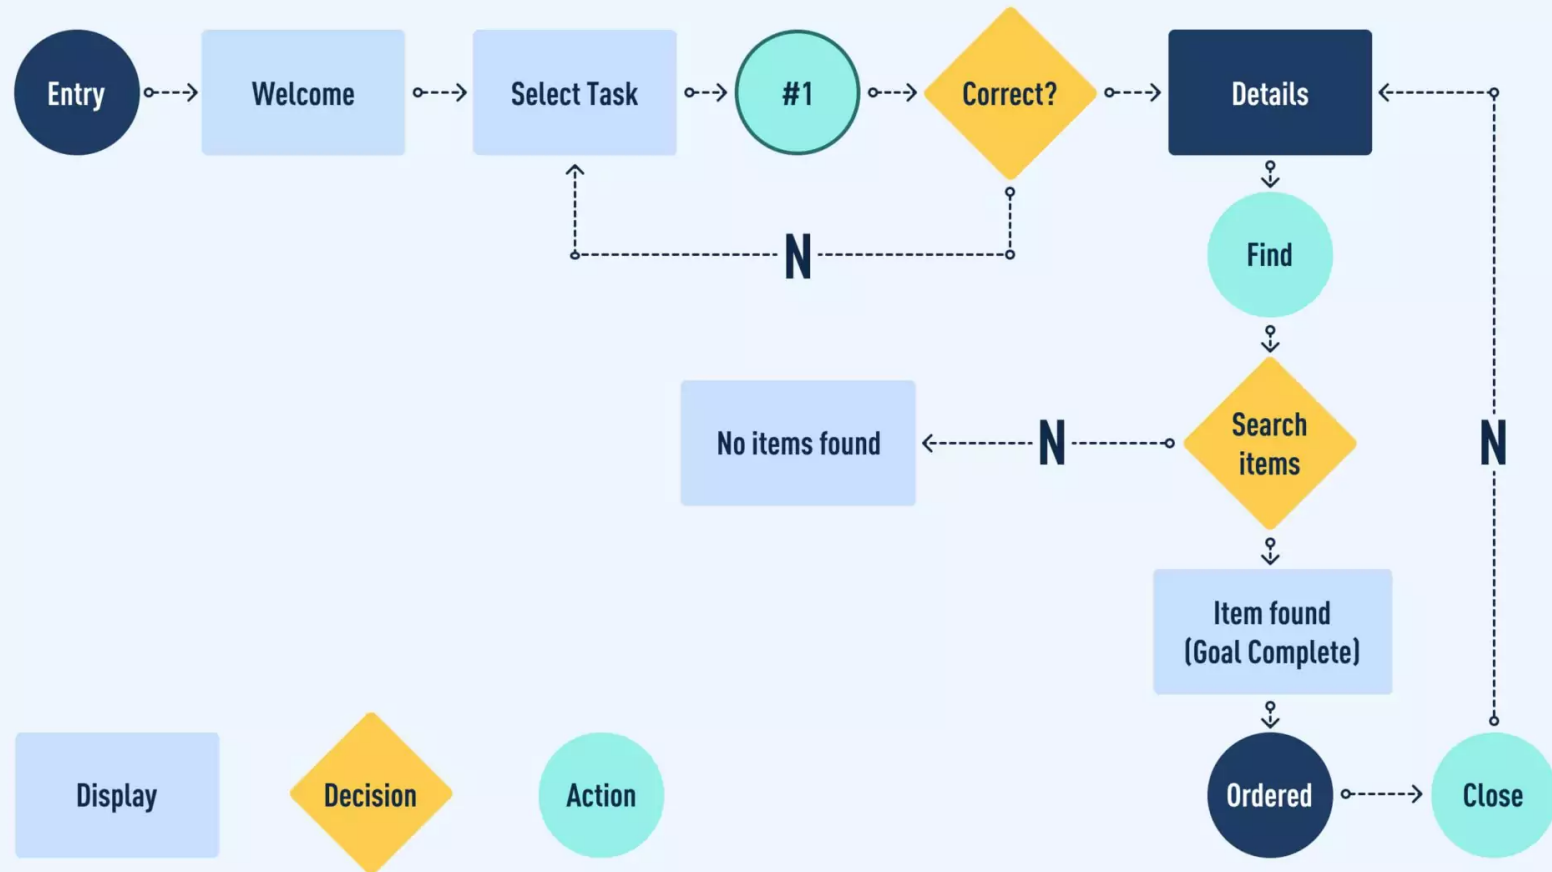 Entry
Welcome
Select Task
#1
Correct?
Details
N
Find
No items found
N
Search
items
N
Item found
(Goal Complete)
Display
Decision
Action
Ordered
Close